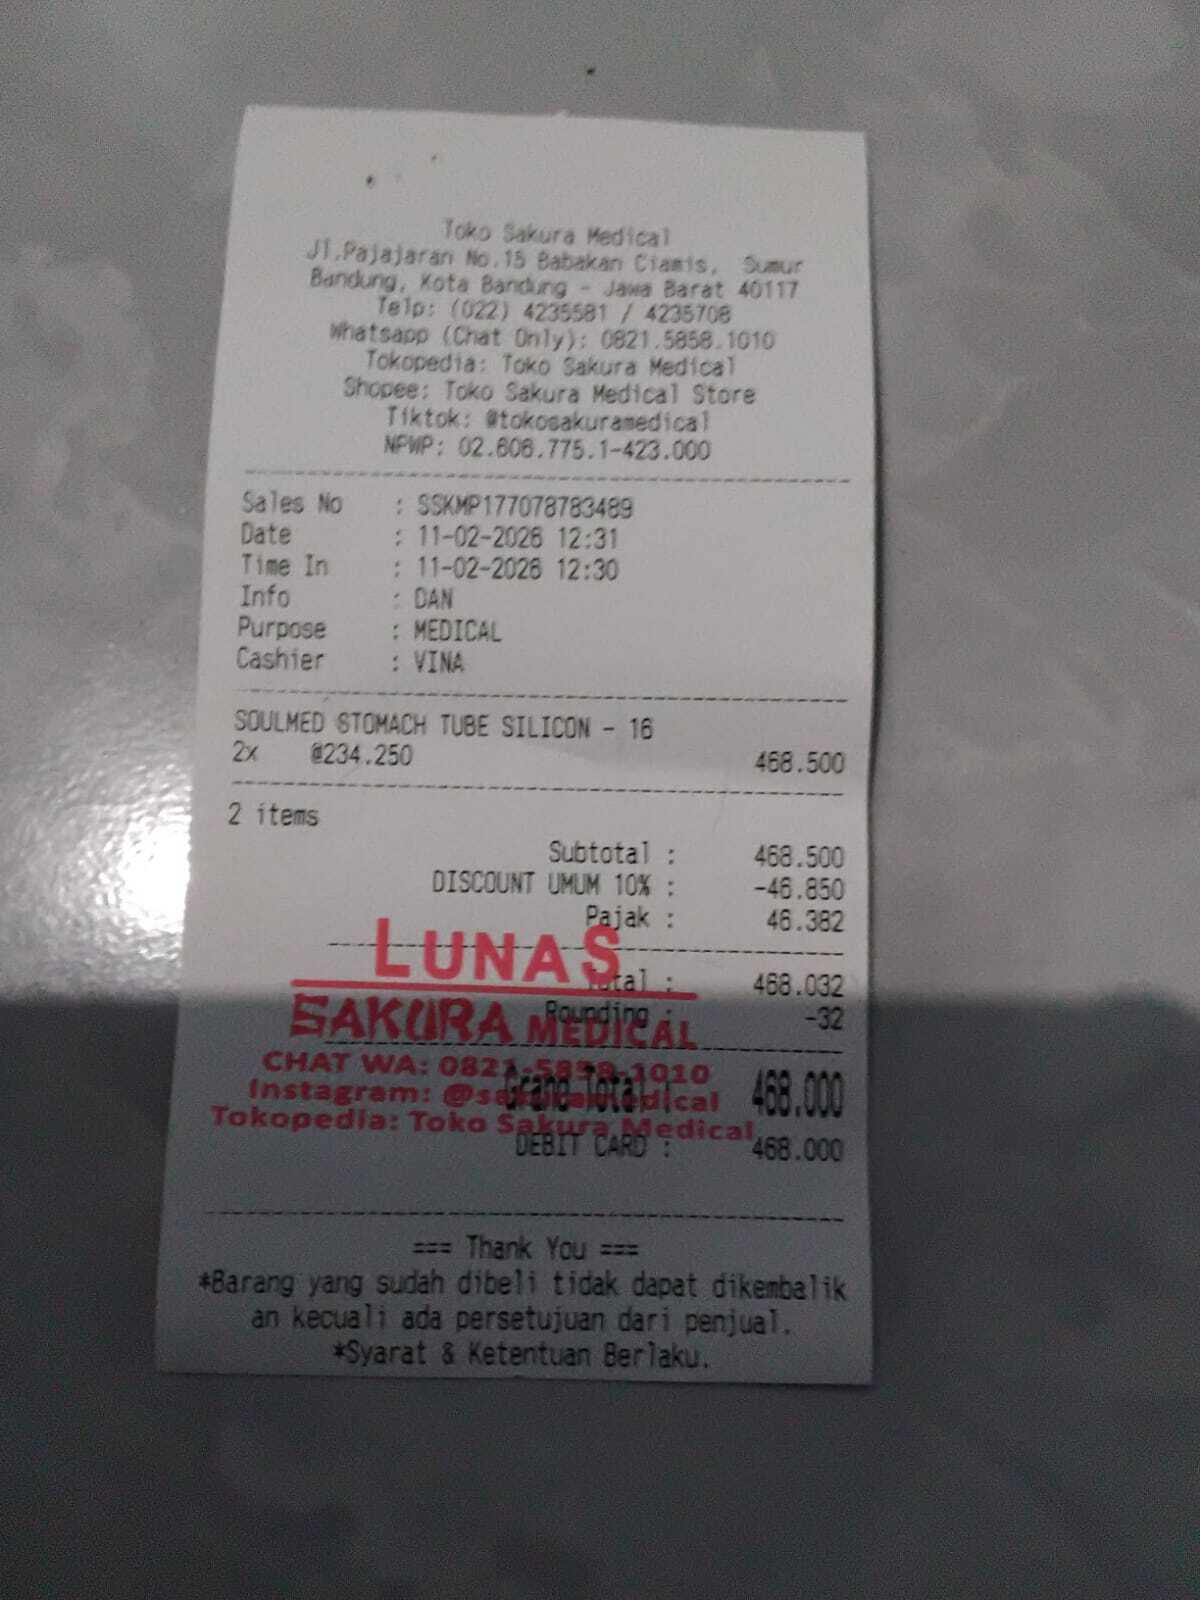 Toko Sakura Medical
Jl.Pajajaran No.15 Babakan Ciamis, Sumur
Bandung, Kota Bandung - Jawa Barat 40117
Telp: (022) 4235581 / 4235708
Whatsapp (Chat Only): 0821.5858.1010
Tokopedia: Toko Sakura Medical
Shopee: Toko Sakura Medical Store
Tiktok: @tokosakuramedical
NPWP: 02.606.775.1-423.000
Sales No : SSKMP177078783489
Date : 11-02-2026 12:31
Time In : 11-02-2026 12:30
Info : DAN
Purpose : MEDICAL
Cashier : VINA
SOULMED STOMACH TUBE SILICON - 16
2x @234.250 468.500
2 items
Subtotal : 468.500
DISCOUNT UMUM 10% : -46.850
Pajak : 46.382
LUNAS
Total : 468.032
Rounding : -32
SAKURA MEDICAL
CHAT WA: 0821-5858-1010
Grand Total : 468.000
Instagram: @sakuramedical
Tokopedia: Toko Sakura Medical
DEBIT CARD : 468.000
=== Thank You ===
*Barang yang sudah dibeli tidak dapat dikembalik
an kecuali ada persetujuan dari penjual.
*Syarat & Ketentuan Berlaku.